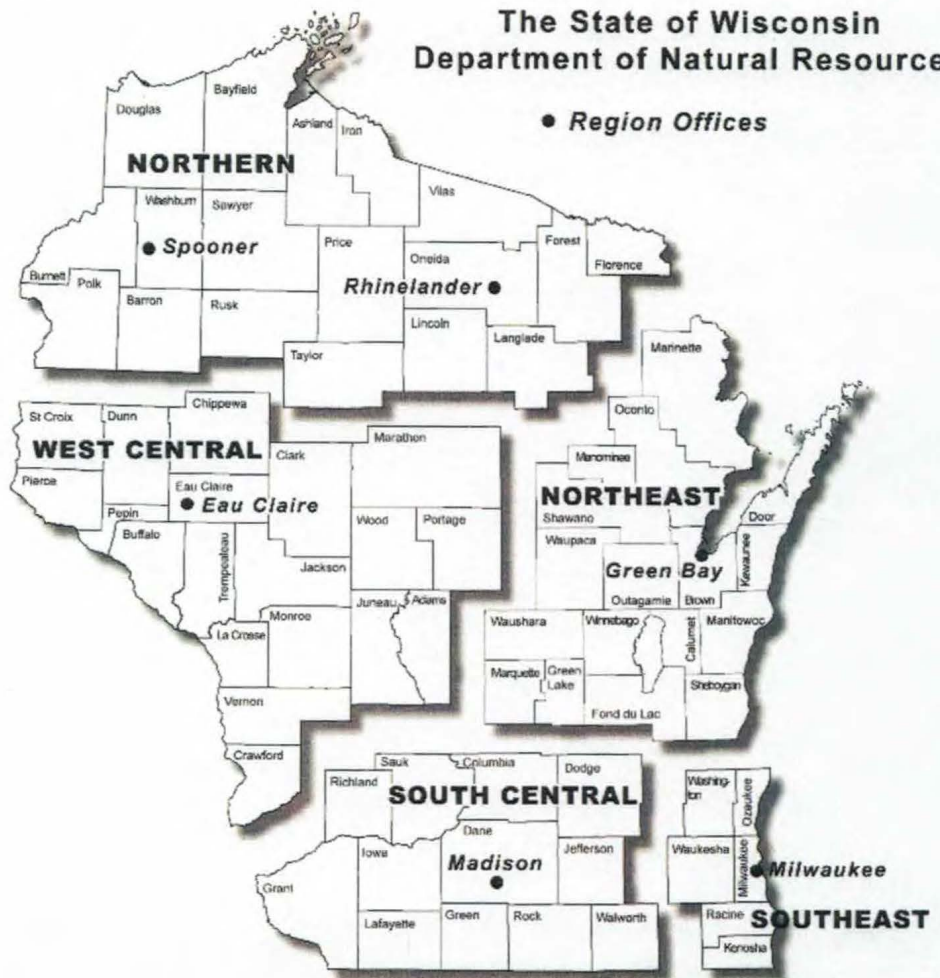 The State of Wisconsin
Department of Natural Resource
Region Offices
Bayfield
Douglas
Ashland
Iron
NORTHERN
Vilas
Washburn
Sawyer
Spooner
Price
Forest
Oneida
Florence
Burnett
Polk
Rhinelander
Barron
Rusk
Lincoln
Langlade
Taylor
Marinette
Chippewa
St Croix
Dunn
Oconto
WEST CENTRAL
Marathon
Clark
Menominee
Pierce
Eau Claire
Eau Claire
NORTHEAST
Pepin
Wood
Portage
Shawano
Door
Buffalo
Waupaca
Trempealeau
Jackson
Green Bay
Kewaunee
Juneau
Adams
Outagamie
Brown
Monroe
Waushara
Winnebago
Calumet
Manitowoc
La Crosse
Marquette
Green
Lake
Sheboygan
Vernon
Fond du Lac
Crawford
Sauk
Columbia
Dodge
Richland
Washing-
ton
Ozaukee
SOUTH CENTRAL
Dane
Iowa
Jefferson
Waukesha
Madison
Milwaukee
Milwaukee
Grant
Lafayette
Green
Rock
Walworth
Racine
SOUTHEAST
Kenosha